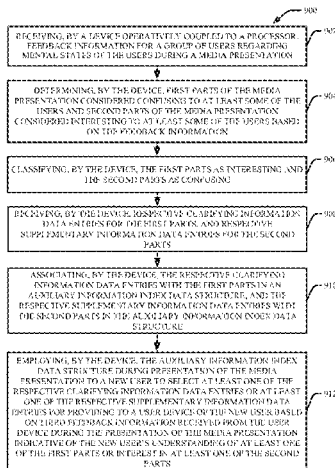 900
RECEIVING, BY A DEVICE OPERATIVELY COUPLED TO A PROCESSOR,
FEEDBACK INFORMATION FOR A GROUP OF USERS REGARDING
MENTAL STATES OF THE USERS DURING A MEDIA PRESENTATION
902
DETERMINING, BY THE DEVICE, FIRST PARTS OF THE MEDIA
PRESENTATION CONSIDERED CONFUSING TO AT LEAST SOME OF THE
USERS AND SECOND PARTS OF THE MEDIA PRESENTATION
CONSIDERED INTERESTING TO AT LEAST SOME OF THE USERS BASED
ON THE FEEDBACK INFORMATION
904
CLASSIFYING, BY THE DEVICE, THE FIRST PARTS AS INTERESTING AND
THE SECOND PARTS AS CONFUSING
906
RECEIVING, BY THE DEVICE, RESPECTIVE CLARIFYING INFORMATION
DATA ENTRIES FOR THE FIRST PARTS AND RESPECTIVE
SUPPLEMENTARY INFORMATION DATA ENTRIES FOR THE SECOND
PARTS
908
ASSOCIATING, BY THE DEVICE, THE RESPECTIVE CLARIFYING
INFORMATION DATA ENTRIES WITH THE FIRST PARTS IN AN
AUXILIARY INFORMATION INDEX DATA STRUCTURE, AND THE
RESPECTIVE SUPPLEMENTARY INFORMATION DATA ENTRIES WITH
THE SECOND PARTS IN THE AUXILIARY INFORMATION INDEX DATA
STRUCTURE
910
EMPLOYING, BY THE DEVICE, THE AUXILIARY INFORMATION INDEX
DATA STRUCTURE DURING PRESENTATION OF THE MEDIA
PRESENTATION TO A NEW USER TO SELECT AT LEAST ONE OF THE
RESPECTIVE CLARIFYING INFORMATION DATA ENTRIES OR AT LEAST
ONE OF THE RESPECTIVE SUPPLEMENTARY INFORMATION DATA
ENTRIES FOR PROVIDING TO A USER DEVICE OF THE NEW USER BASED
ON FEEDBACK INFORMATION RECEIVED FROM THE USER
DEVICE DURING THE PRESENTATION OF THE MEDIA PRESENTATION
INDICATIVE OF THE NEW USER'S UNDERSTANDING OF AT LEAST ONE
OF THE FIRST PARTS OR INTEREST IN AT LEAST ONE OF THE SECOND
PARTS
912